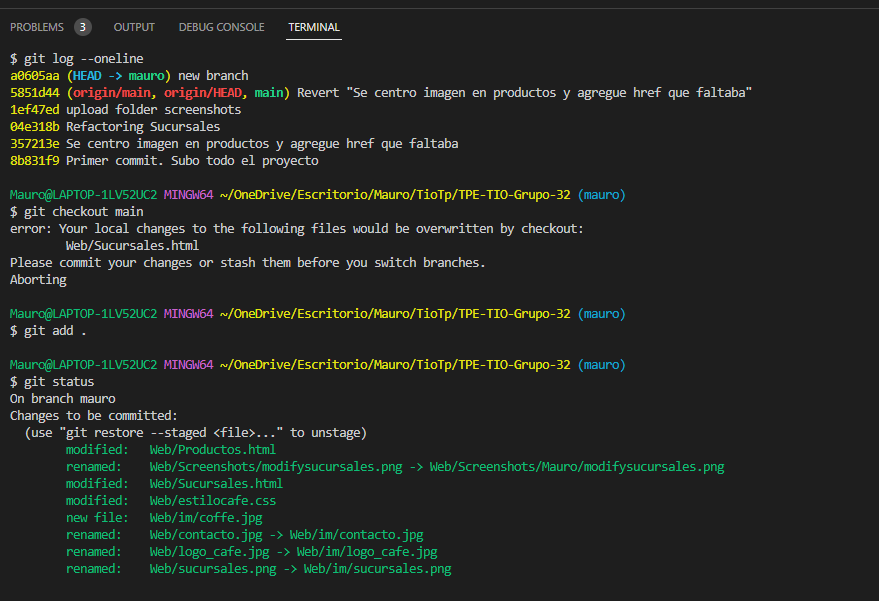 PROBLEMS 3 OUTPUT DEBUG CONSOLE TERMINAL
$ git log --oneline
a0605aa (HEAD -> mauro) new branch
5851d44 (origin/main, origin/HEAD, main) Revert "Se centro imagen en productos y agregue href que faltaba"
1ef47ed upload folder screenshots
04e318b Refactoring Sucursales
357213e Se centro imagen en productos y agregue href que faltaba
8b831f9 Primer commit. Subo todo el proyecto
Mauro@LAPTOP-1LV52UC2 MINGW64 ~/OneDrive/Escritorio/Mauro/TioTp/TPE-TIO-Grupo-32 (mauro)
$ git checkout main
error: Your local changes to the following files would be overwritten by checkout:
Web/Sucursales.html
Please commit your changes or stash them before you switch branches.
Aborting
Mauro@LAPTOP-1LV52UC2 MINGW64 ~/OneDrive/Escritorio/Mauro/TioTp/TPE-TIO-Grupo-32 (mauro)
$ git add .
Mauro@LAPTOP-1LV52UC2 MINGW64 ~/OneDrive/Escritorio/Mauro/TioTp/TPE-TIO-Grupo-32 (mauro)
$ git status
On branch mauro
Changes to be committed:
(use "git restore --staged <file>..." to unstage)
modified: Web/Productos.html
renamed: Web/Screenshots/modifysucursales.png -> Web/Screenshots/Mauro/modifysucursales.png
modified: Web/Sucursales.html
modified: Web/estilocafe.css
new file: Web/im/coffe.jpg
renamed: Web/contacto.jpg -> Web/im/contacto.jpg
renamed: Web/logo_cafe.jpg -> Web/im/logo_cafe.jpg
renamed: Web/sucursales.png -> Web/im/sucursales.png